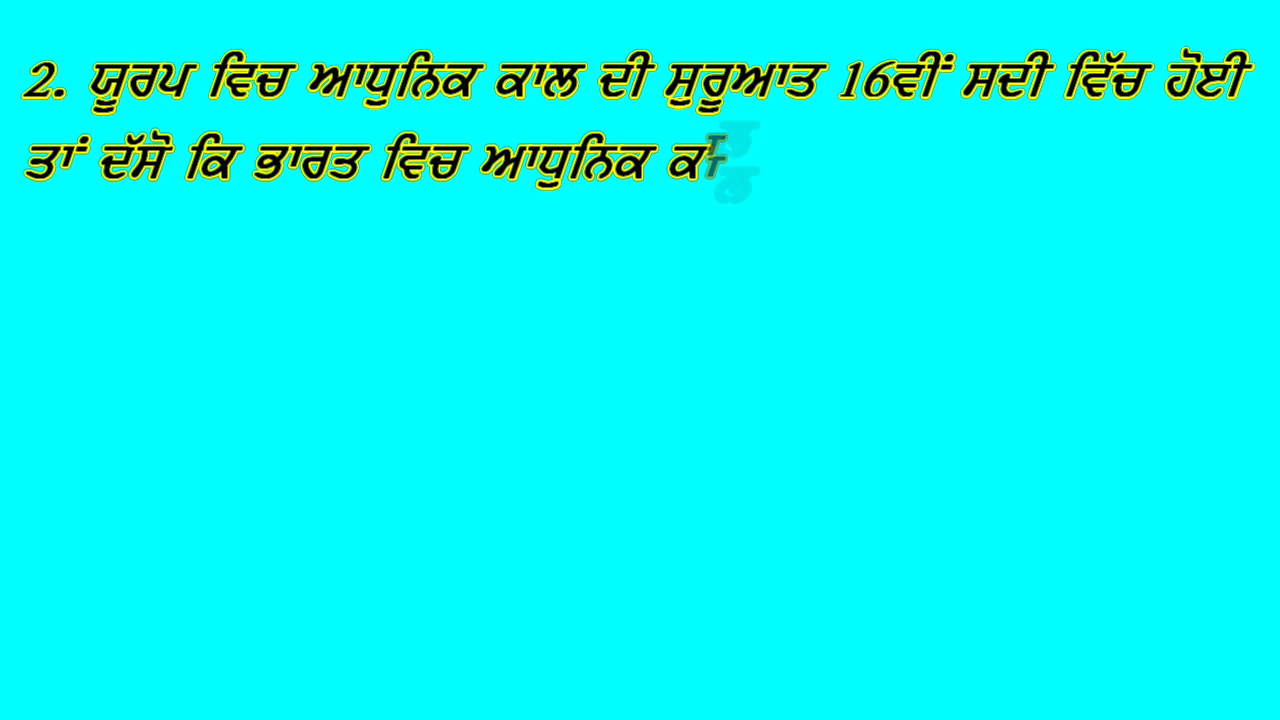 2. ਯੂਰਪ ਵਿਚ ਆਧੁਨਿਕ ਕਾਲ ਦੀ ਸ਼ੁਰੂਆਤ 16ਵੀਂ ਸਦੀ ਵਿੱਚ ਹੋਈ
ਤਾਂ ਦੱਸੋ ਕਿ ਭਾਰਤ ਵਿਚ ਆਧੁਨਿਕ